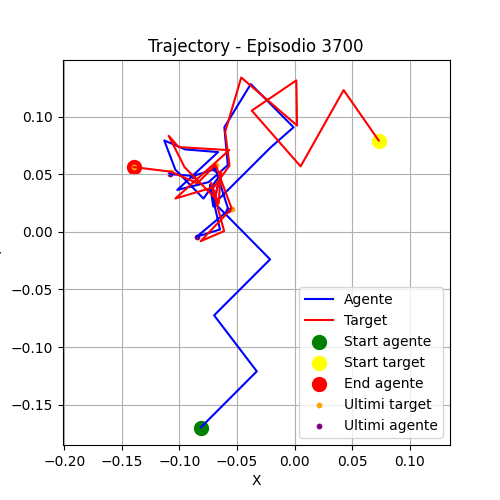 Trajectory - Episodio 3700
0.10
0.05
0.00
−0.05
−0.10
−0.15
−0.20
−0.15
−0.10
−0.05
0.00
0.05
0.10
X
Agente
Target
Start agente
Start target
End agente
Ultimi target
Ultimi agente